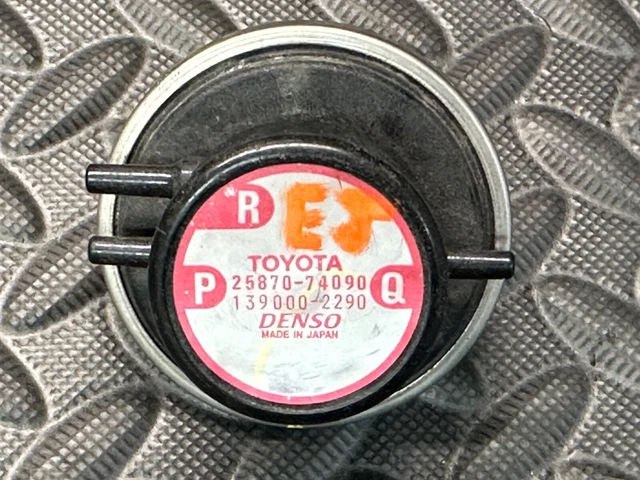 R EJ
TOYOTA
P 25870-74090 Q
139000-2290
DENSO
MADE IN JAPAN